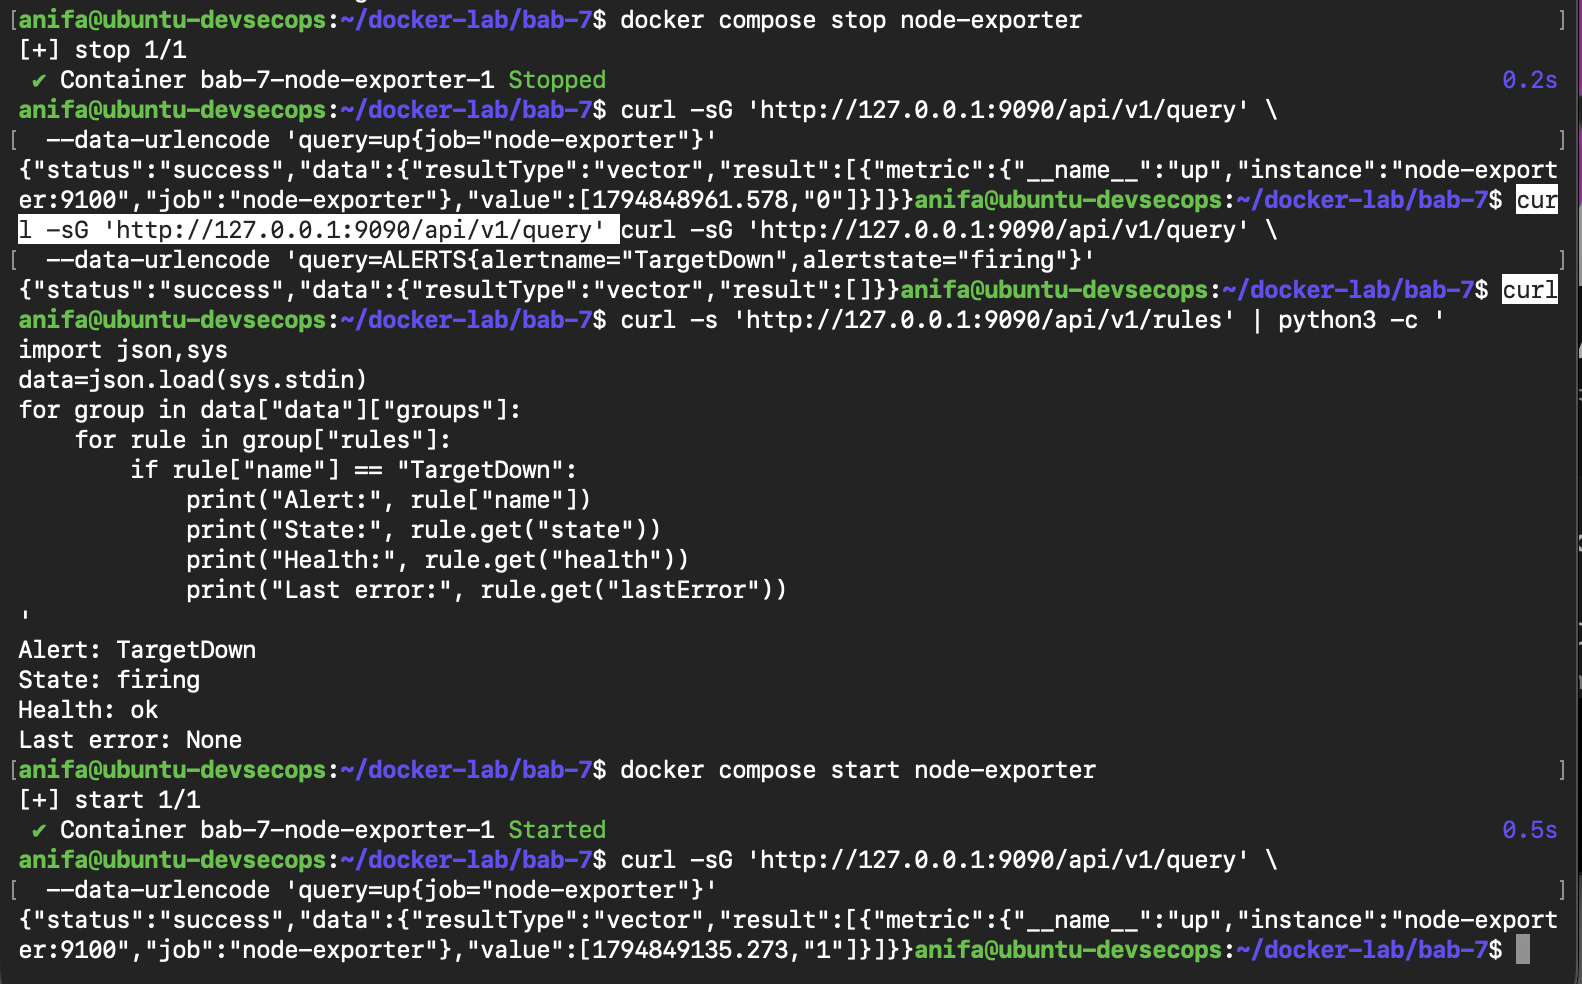 [anifa@ubuntu-devsecops:~/docker-lab/bab-7$ docker compose stop node-exporter ]
[+] stop 1/1
✔ Container bab-7-node-exporter-1 Stopped 0.2s
anifa@ubuntu-devsecops:~/docker-lab/bab-7$ curl -sG 'http://127.0.0.1:9090/api/v1/query' \
[  --data-urlencode 'query=up{job="node-exporter"}' ]
{"status":"success","data":{"resultType":"vector","result":[{"metric":{"__name__":"up","instance":"node-export
er:9100","job":"node-exporter"},"value":[1794848961.578,"0"]}]}}anifa@ubuntu-devsecops:~/docker-lab/bab-7$ cur
l -sG 'http://127.0.0.1:9090/api/v1/query' curl -sG 'http://127.0.0.1:9090/api/v1/query' \
[  --data-urlencode 'query=ALERTS{alertname="TargetDown",alertstate="firing"}' ]
{"status":"success","data":{"resultType":"vector","result":[]}}anifa@ubuntu-devsecops:~/docker-lab/bab-7$ curl
anifa@ubuntu-devsecops:~/docker-lab/bab-7$ curl -s 'http://127.0.0.1:9090/api/v1/rules' | python3 -c '
import json,sys
data=json.load(sys.stdin)
for group in data["data"]["groups"]:
    for rule in group["rules"]:
        if rule["name"] == "TargetDown":
            print("Alert:", rule["name"])
            print("State:", rule.get("state"))
            print("Health:", rule.get("health"))
            print("Last error:", rule.get("lastError"))
'
Alert: TargetDown
State: firing
Health: ok
Last error: None
[anifa@ubuntu-devsecops:~/docker-lab/bab-7$ docker compose start node-exporter ]
[+] start 1/1
✔ Container bab-7-node-exporter-1 Started 0.5s
anifa@ubuntu-devsecops:~/docker-lab/bab-7$ curl -sG 'http://127.0.0.1:9090/api/v1/query' \
[  --data-urlencode 'query=up{job="node-exporter"}' ]
{"status":"success","data":{"resultType":"vector","result":[{"metric":{"__name__":"up","instance":"node-export
er:9100","job":"node-exporter"},"value":[1794849135.273,"1"]}]}}anifa@ubuntu-devsecops:~/docker-lab/bab-7$